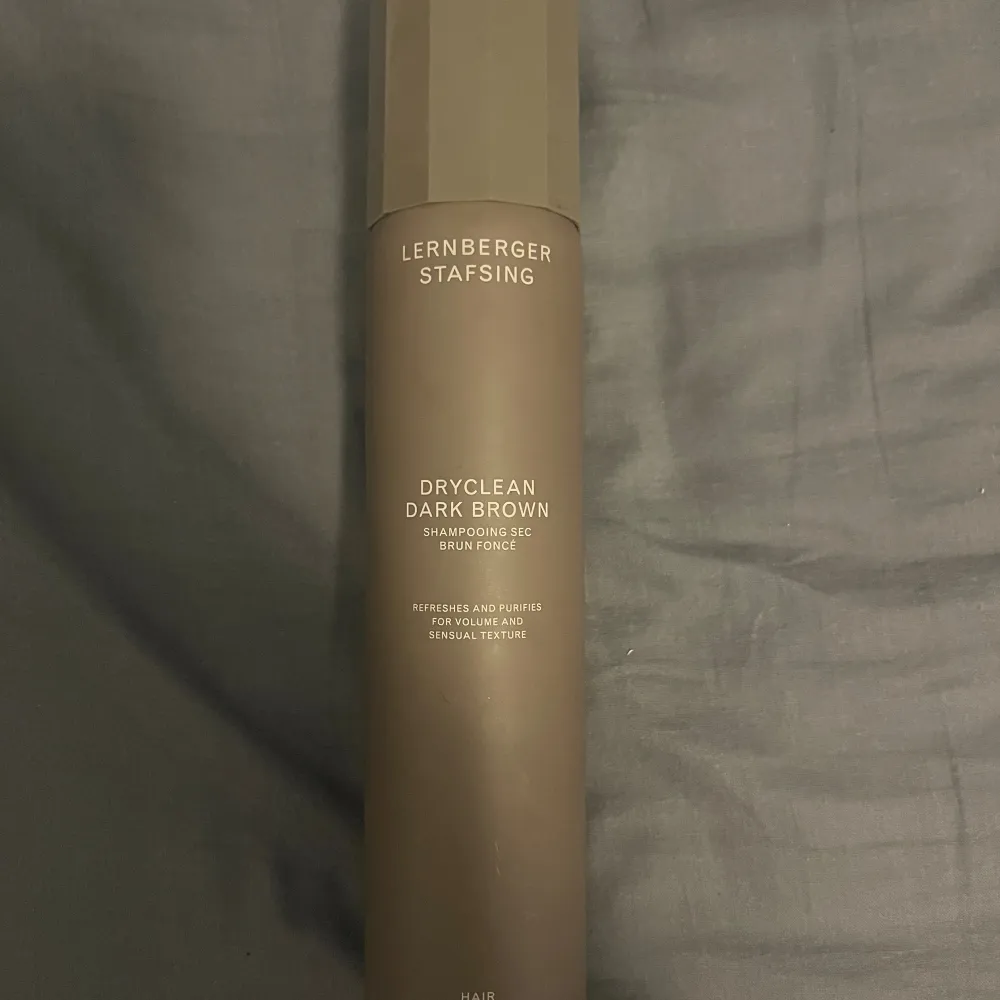 LERNBERGER
STAFSING
DRYCLEAN
DARK BROWN
SHAMPOOING SEC
BRUN FONCÉ
REFRESHES AND PURIFIES
FOR VOLUME AND
SENSUAL TEXTURE
HAIR